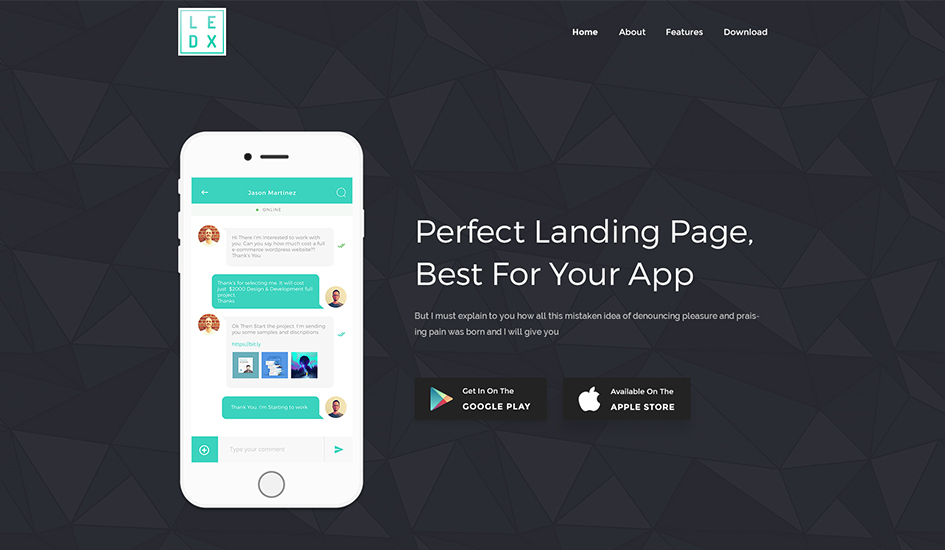 L E
D X
Home About Features Download
Jason Martinez
ONLINE
Hi There I'm interested to work with
you. Can you say how much cost a full
e-commerce wordpress website??
Thank's You
Thank's for selecting me, it will cost
just $2000 Design & Development full
project.
Thanks
Ok Then Start the project. I'm sending
you some samples and discriptions
https://bit.ly
Thank You. I'm Starting to work
Type your comment
Perfect Landing Page,
Best For Your App
But I must explain to you how all this mistaken idea of denouncing pleasure and prais-
ing pain was born and I will give you
Get In On The
GOOGLE PLAY
Available On The
APPLE STORE